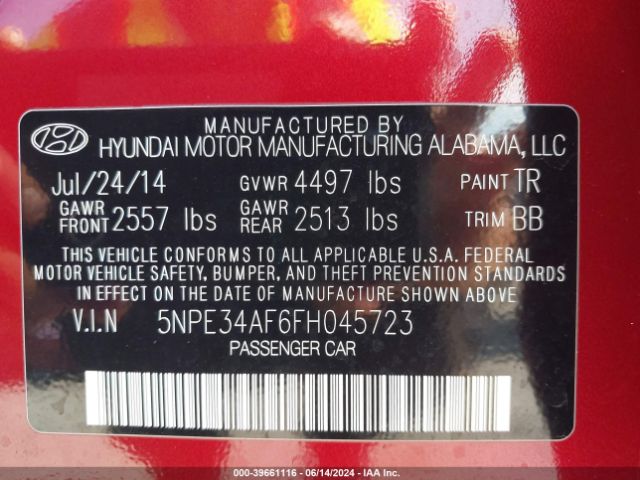 MANUFACTURED BY
HYUNDAI MOTOR MANUFACTURING ALABAMA, LLC
Jul/24/14 GVWR 4497 lbs PAINT TR
GAWR FRONT 2557 lbs GAWR REAR 2513 lbs TRIM BB
THIS VEHICLE CONFORMS TO ALL APPLICABLE U.S.A. FEDERAL
MOTOR VEHICLE SAFETY, BUMPER, AND THEFT PREVENTION STANDARDS
IN EFFECT ON THE DATE OF MANUFACTURE SHOWN ABOVE.
V.I.N 5NPE34AF6FH045723
PASSENGER CAR
000-39661116 - 06/14/2024 - IAA Inc.